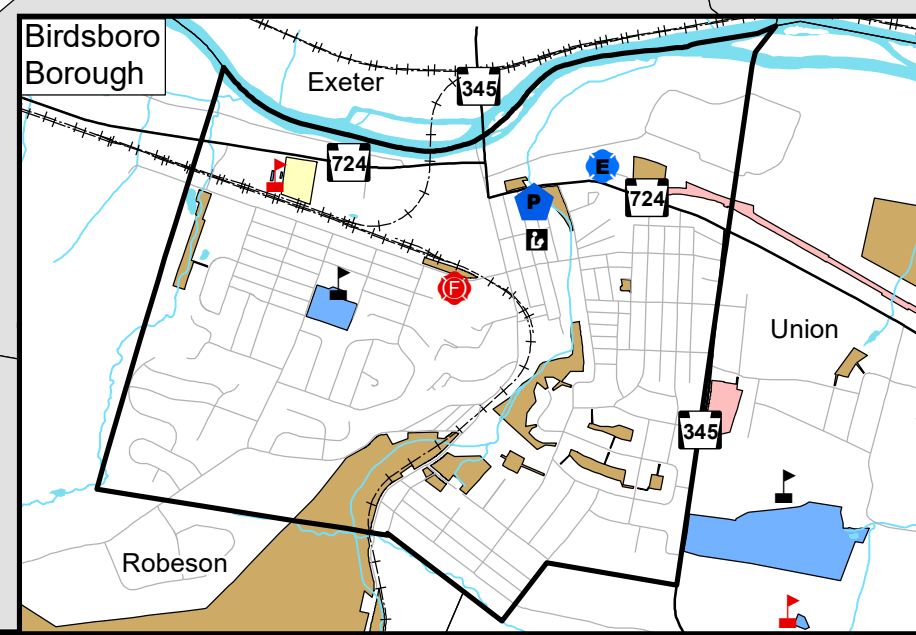 Birdsboro
Borough
Exeter
345
724
E
P
724
F
Union
345
Robeson